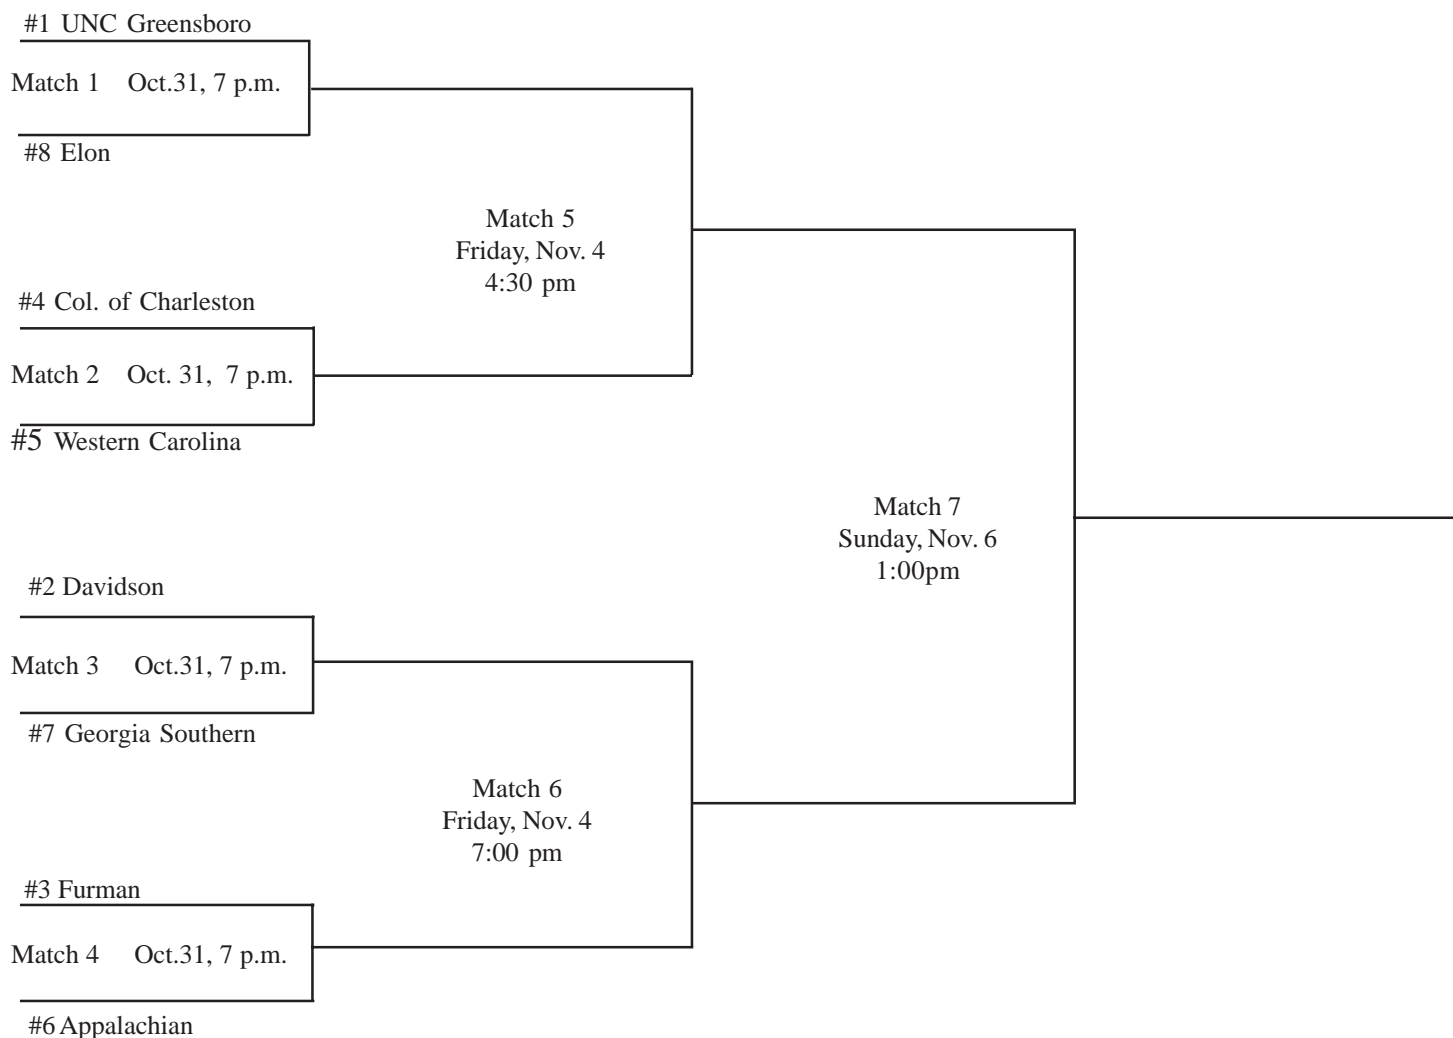 #1 UNC Greensboro
Match 1 Oct.31, 7 p.m.
#8 Elon
Match 5
Friday, Nov. 4
4:30 pm
#4 Col. of Charleston
Match 2 Oct. 31, 7 p.m.
#5 Western Carolina
Match 7
Sunday, Nov. 6
1:00pm
#2 Davidson
Match 3 Oct.31, 7 p.m.
#7 Georgia Southern
Match 6
Friday, Nov. 4
7:00 pm
#3 Furman
Match 4 Oct.31, 7 p.m.
#6 Appalachian